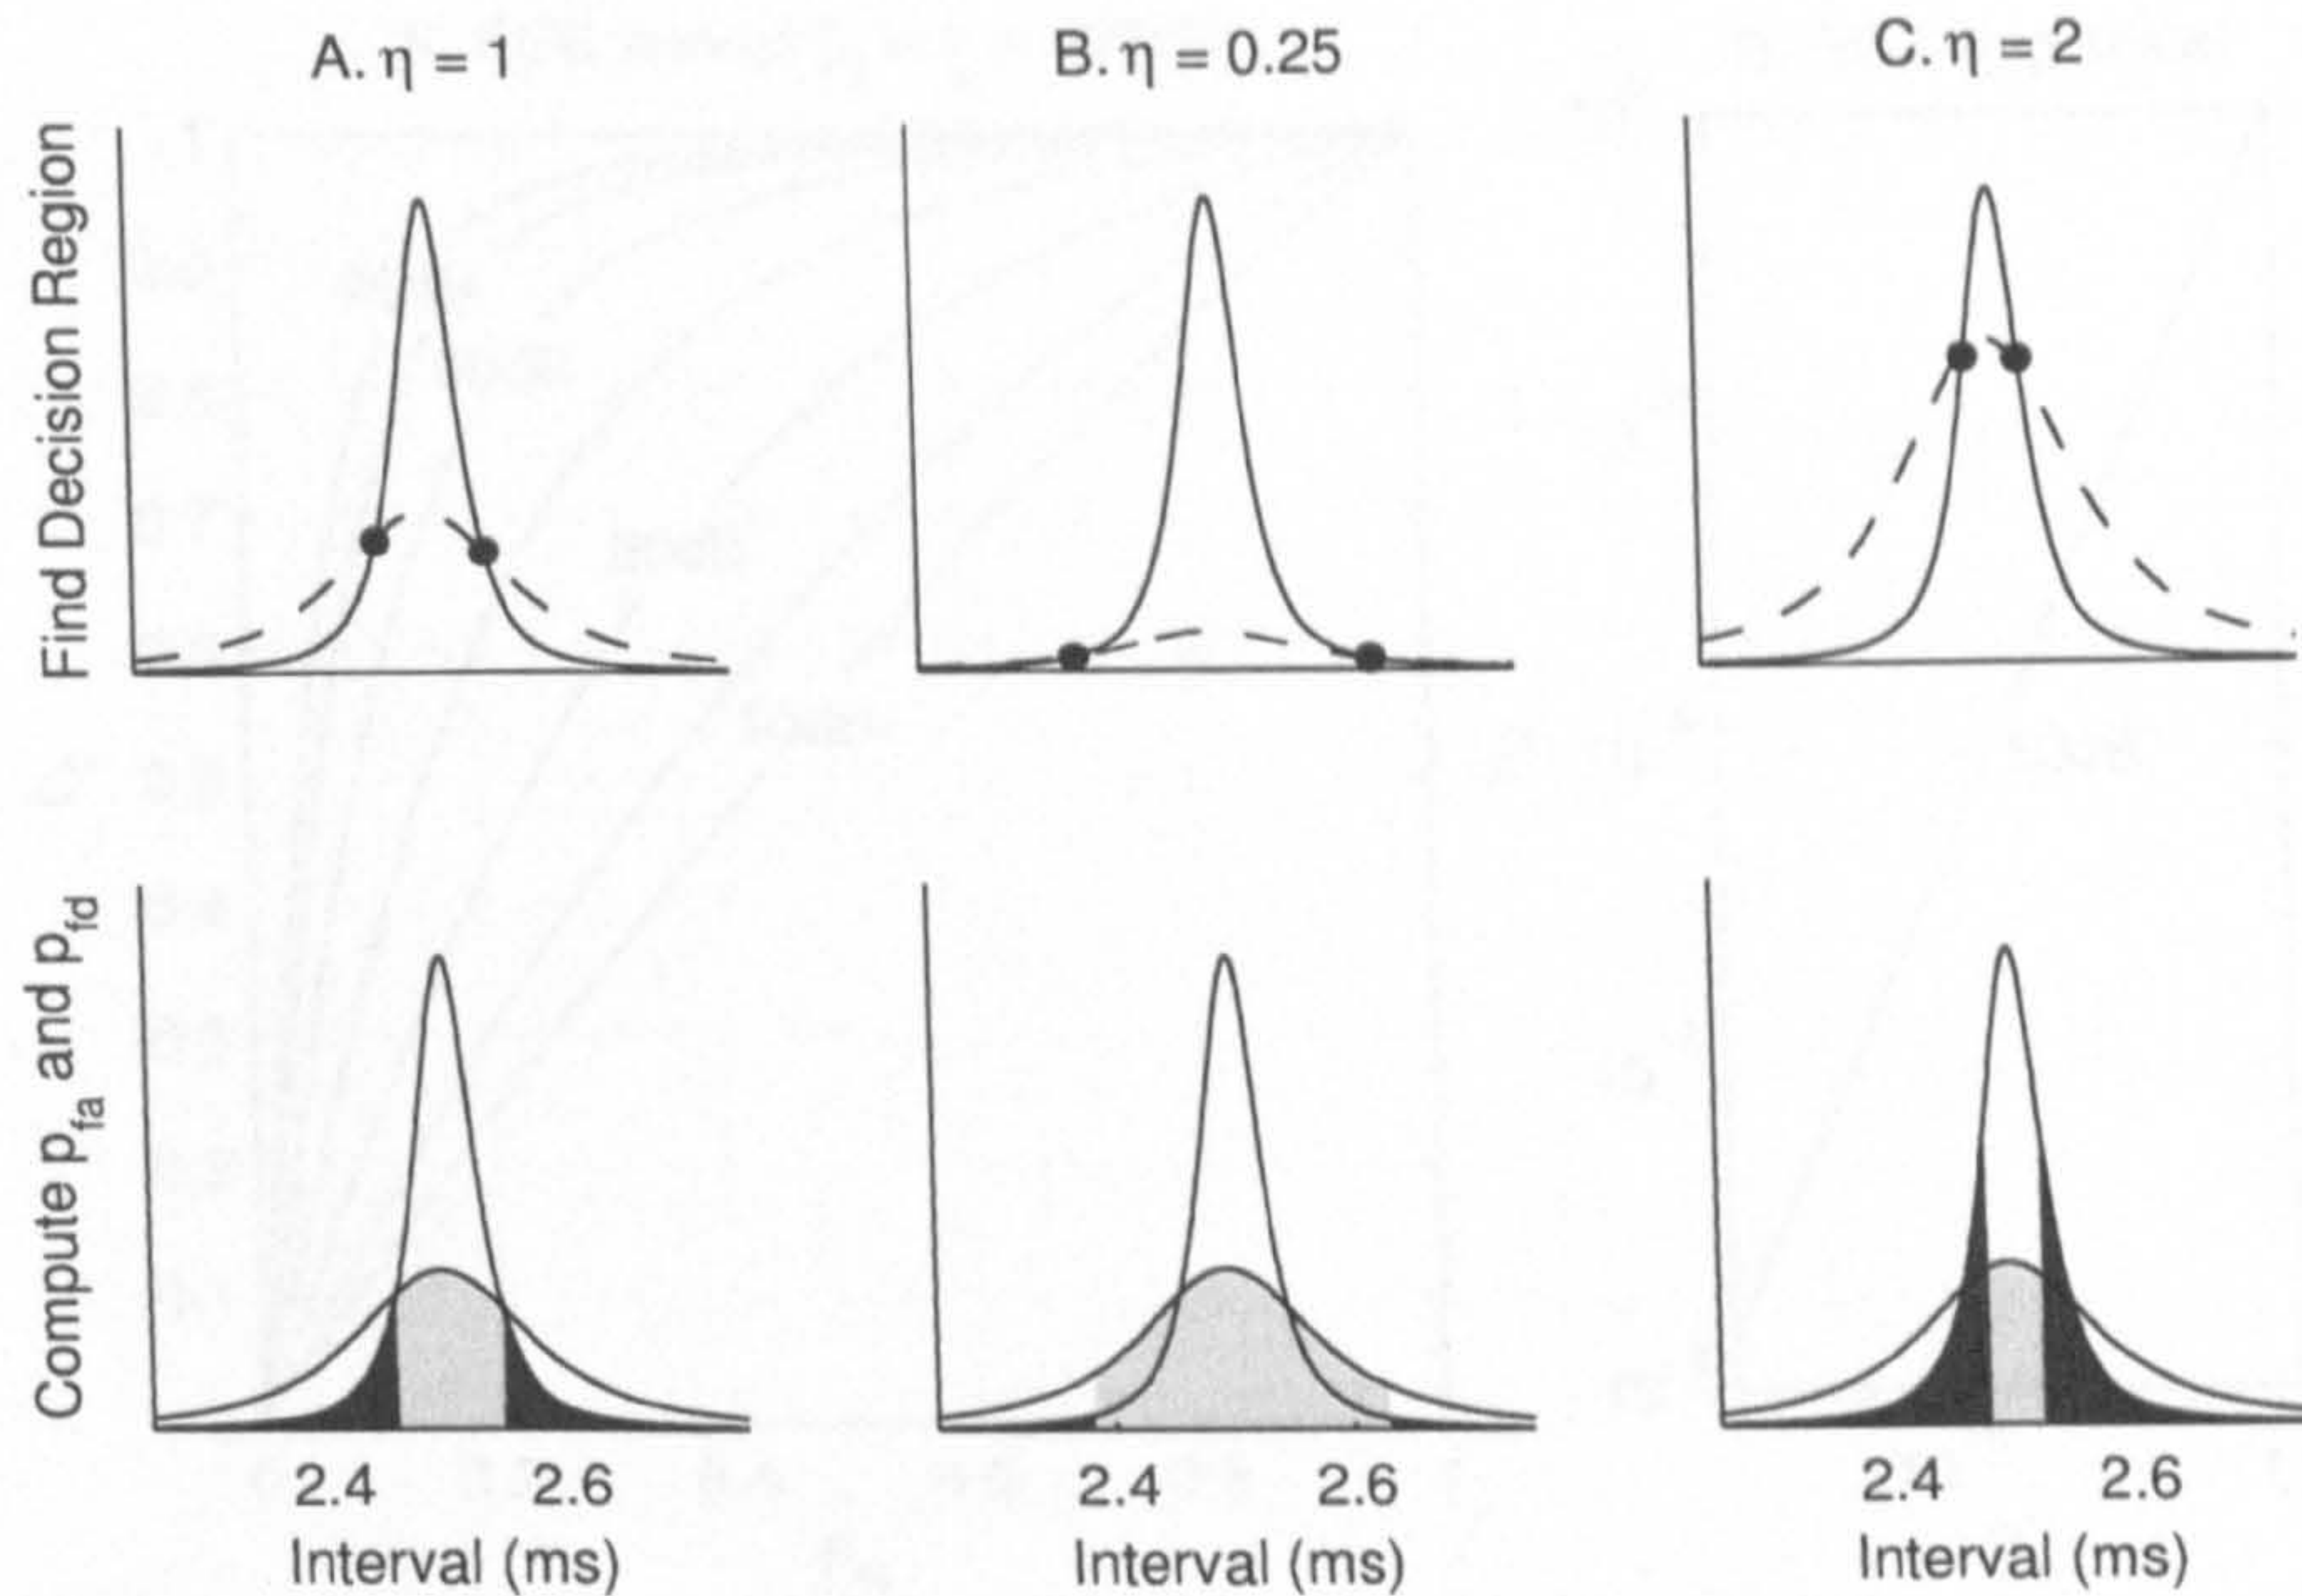 A. η = 1
B. η = 0.25
C. η = 2
Find Decision Region
Compute p_fa and p_fd
2.4 2.6
2.4 2.6
2.4 2.6
Interval (ms)
Interval (ms)
Interval (ms)